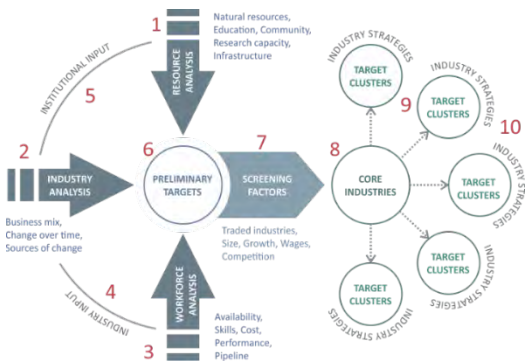 1
Natural resources,
Education, Community,
Research capacity,
Infrastructure
RESOURCE
ANALYSIS
INSTITUTIONAL INPUT
5
2
INDUSTRY
ANALYSIS
Business mix,
Change over time,
Sources of change
6
PRELIMINARY
TARGETS
7
SCREENING
FACTORS
Traded industries,
Size, Growth, Wages,
Competition
4
INDUSTRY INPUT
3
WORKFORCE
ANALYSIS
Availability,
Skills, Cost,
Performance,
Pipeline
8
CORE
INDUSTRIES
9
10
INDUSTRY STRATEGIES
TARGET
CLUSTERS
INDUSTRY STRATEGIES
TARGET
CLUSTERS
INDUSTRY STRATEGIES
TARGET
CLUSTERS
INDUSTRY STRATEGIES
TARGET
CLUSTERS
INDUSTRY STRATEGIES
TARGET
CLUSTERS